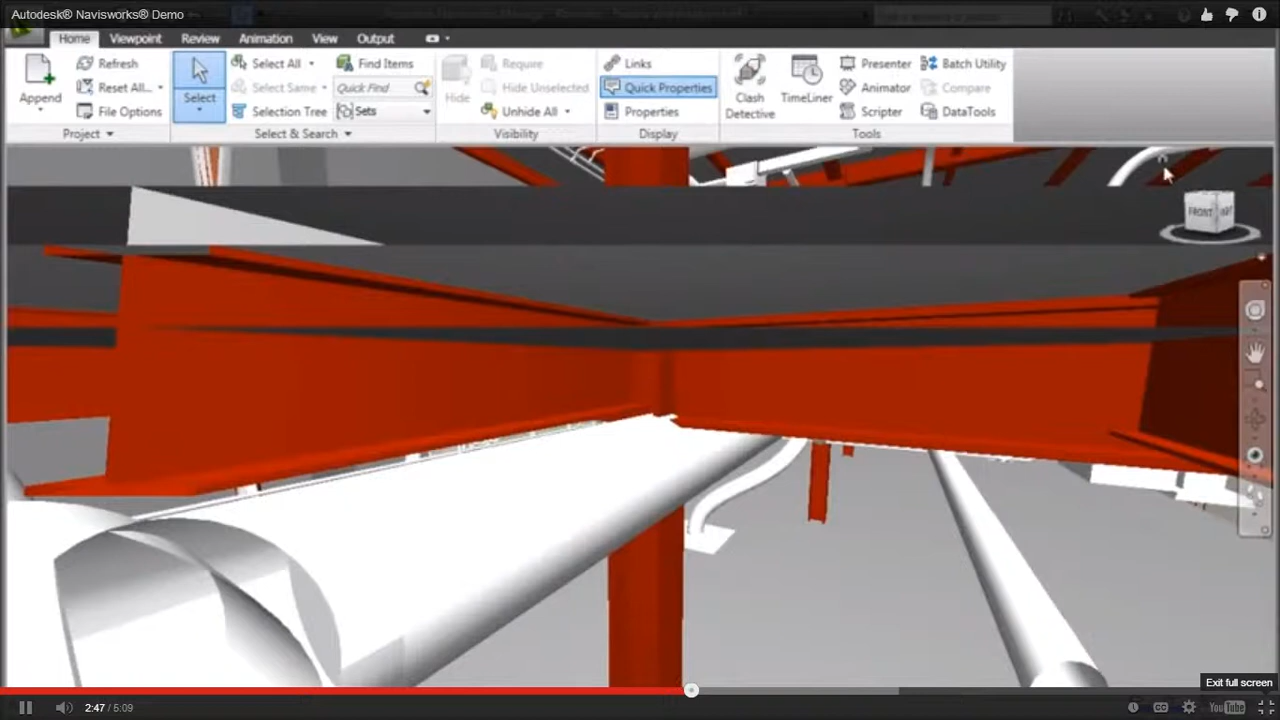 Autodesk® Navisworks® Demo
Home Viewpoint Review Animation View Output
Append
Refresh
Reset All...
File Options
Project
Select
Select All
Select Same
Selection Tree
Find Items
Quick Find
Sets
Select & Search
Hide
Require
Hide Unselected
Unhide All
Visibility
Links
Quick Properties
Properties
Display
Clash
Detective
TimeLiner
Presenter
Animator
Scripter
Batch Utility
Compare
DataTools
Tools
FRONT
Exit full screen
2:47 / 5:09
CC
YouTube